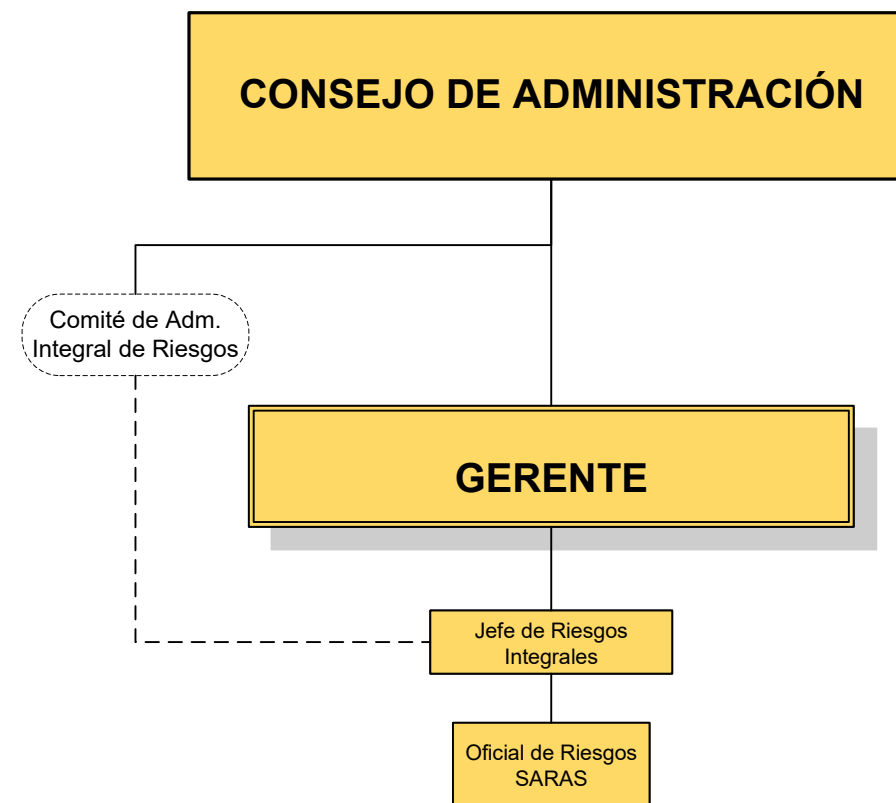 CONSEJO DE ADMINISTRACIÓN
Comité de Adm.
Integral de Riesgos
GERENTE
Jefe de Riesgos
Integrales
Oficial de Riesgos
SARAS